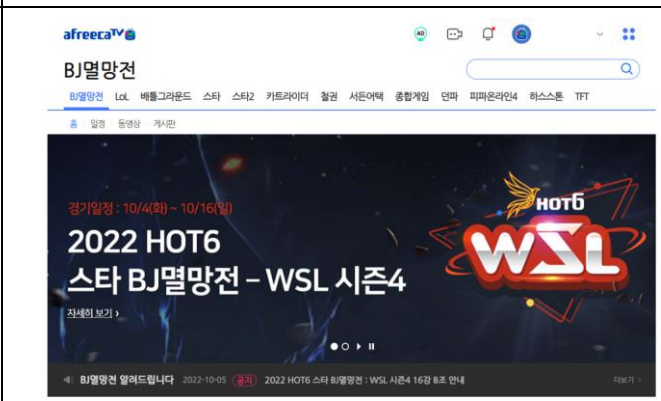 afreecaTV
AD
BJ멸망전
BJ멸망전 LoL 배틀그라운드 스타 스타2 카트라이더 철권 서든어택 종합게임 던파 피파온라인4 하스스톤 TFT
홈 일정 동영상 게시판
경기일정 : 10/4(화) ~ 10/16(일)
2022 HOT6
스타 BJ멸망전 – WSL 시즌4
자세히 보기 ›
HOT6
WSL
BJ멸망전 알려드립니다 2022-10-05 공지 2022 HOT6 스타 BJ멸망전 : WSL 시즌4 16강 B조 안내 더보기 >